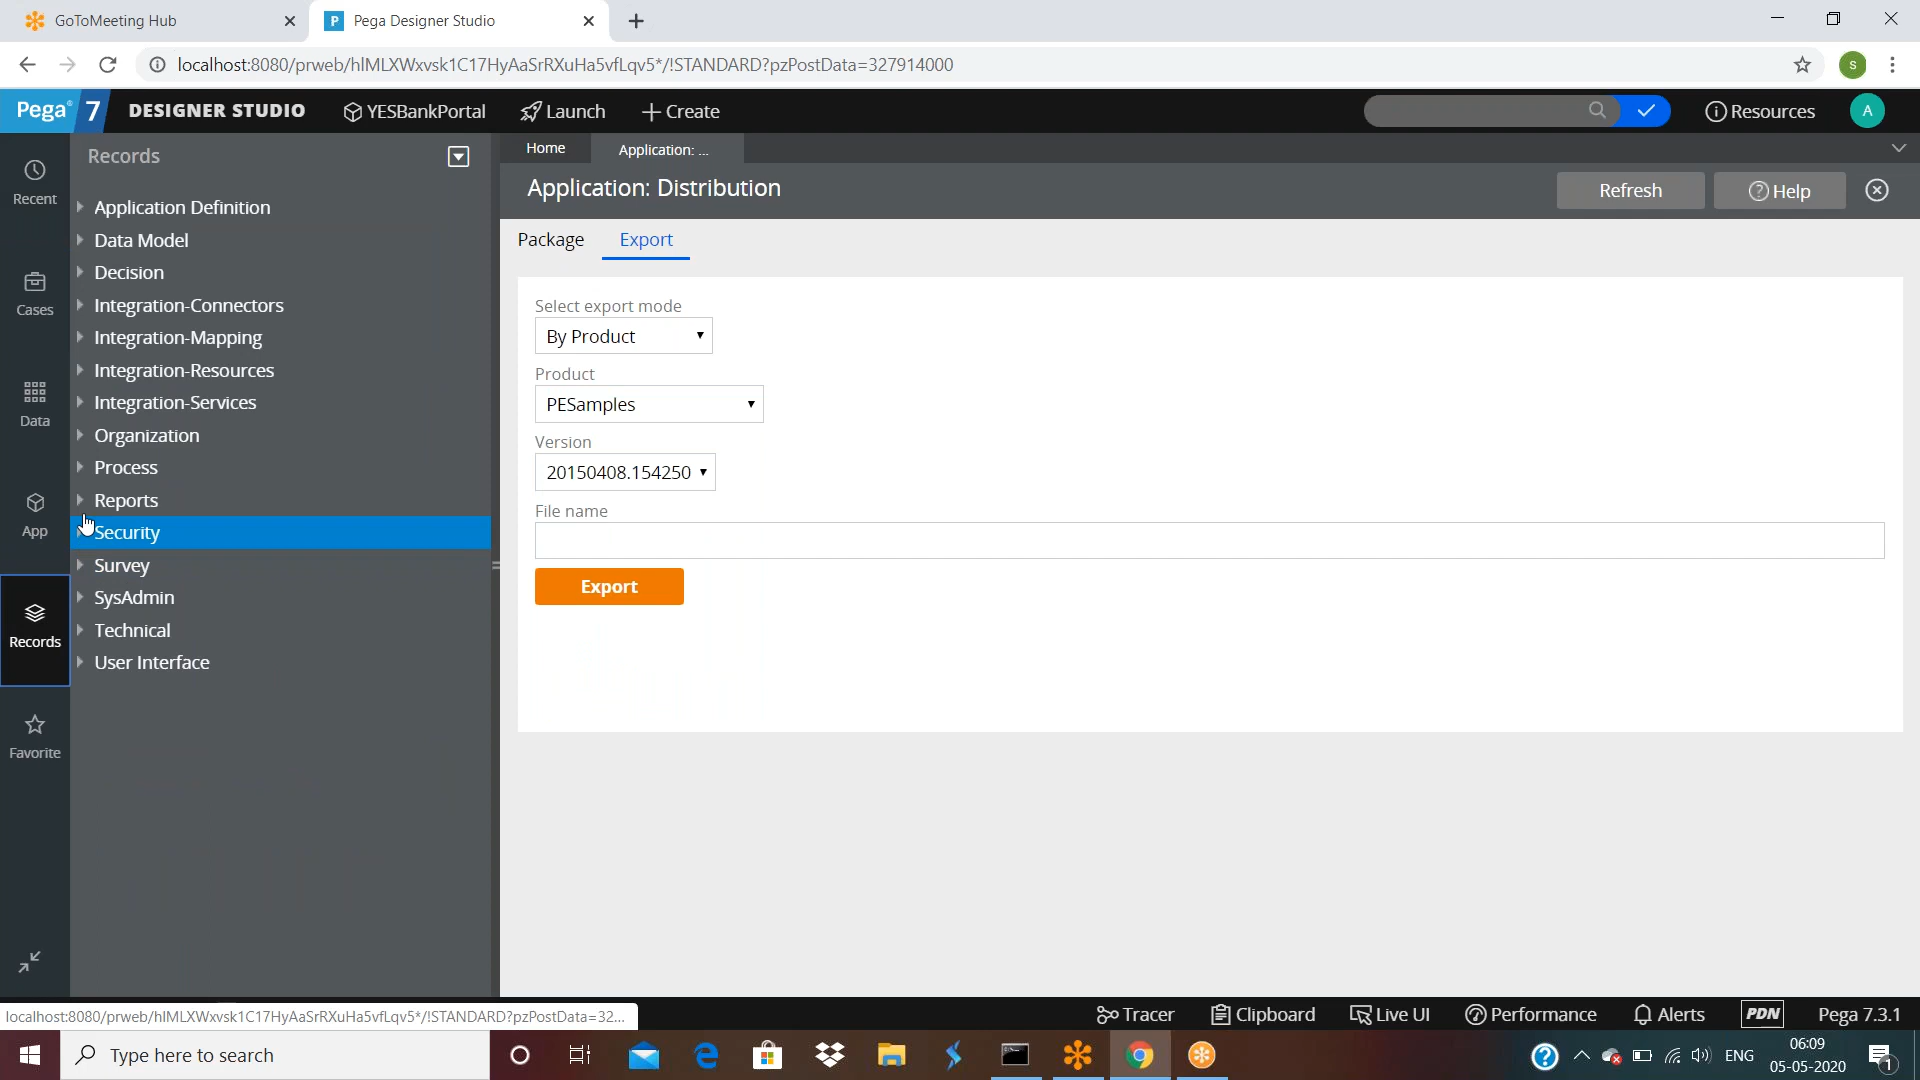 GoToMeeting Hub
Pega Designer Studio
localhost:8080/prweb/hlMLXWxvsk1C17HyAaSrRXuHa5vfLqv5*/!STANDARD?pzPostData=327914000
S
Pega 7 DESIGNER STUDIO YESBankPortal Launch + Create Resources A
Recent
Cases
Data
App
Records
Favorite
Records
Application Definition
Data Model
Decision
Integration-Connectors
Integration-Mapping
Integration-Resources
Integration-Services
Organization
Process
Reports
Security
Survey
SysAdmin
Technical
User Interface
Home Application: ...
Application: Distribution
Refresh Help
Package Export
Select export mode
By Product
Product
PESamples
Version
20150408.154250
File name
Export
localhost:8080/prweb/hlMLXWxvsk1C17HyAaSrRXuHa5vfLqv5*/!STANDARD?pzPostData=32...
Tracer Clipboard Live UI Performance Alerts PDN Pega 7.3.1
Type here to search
ENG
06:09
05-05-2020
1